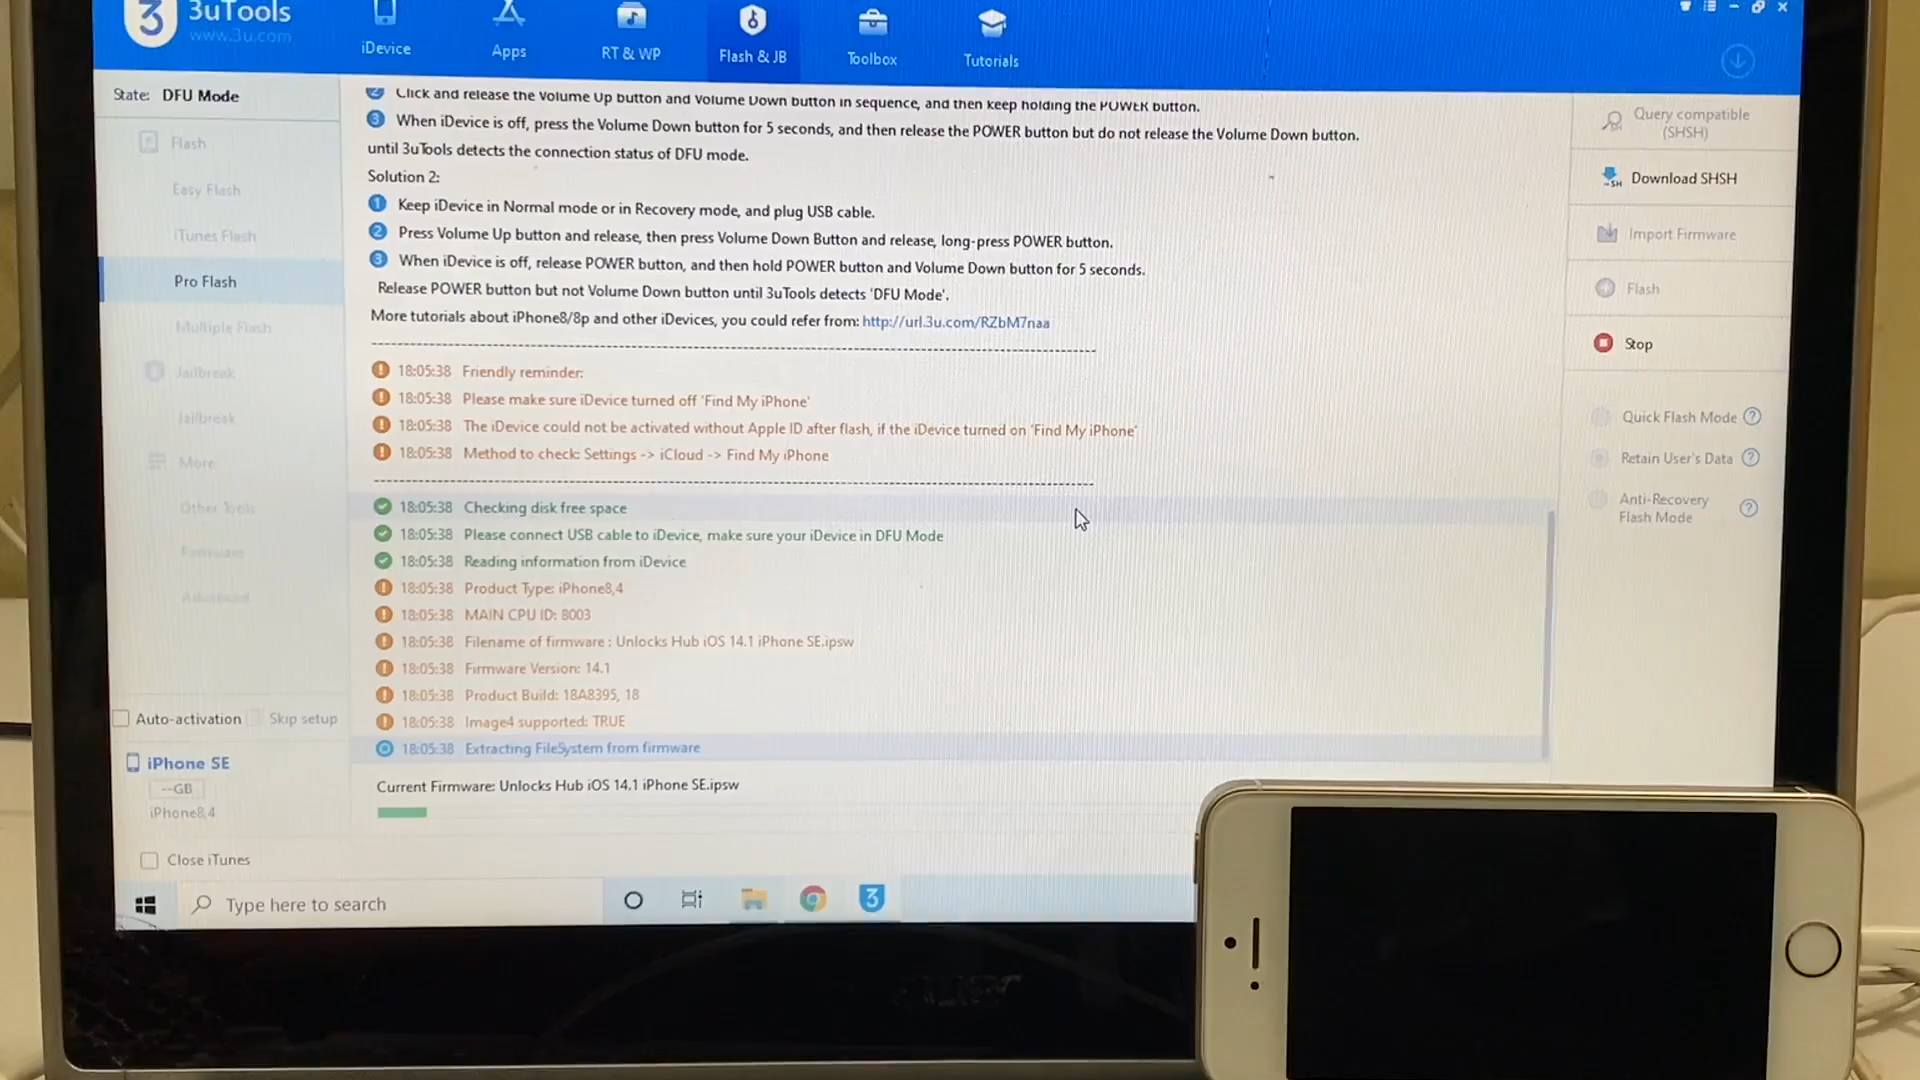 3 3uTools
www.3u.com
iDevice
Apps
RT & WP
Flash & JB
Toolbox
Tutorials
State: DFU Mode
Flash
Easy Flash
iTunes Flash
Pro Flash
Multiple Flash
Jailbreak
Jailbreak
More
Other Tools
Firmware
Advanced
Auto-activation Skip setup
iPhone SE
--GB
iPhone8,4
Close iTunes
2 Click and release the Volume Up button and Volume Down button in sequence, and then keep holding the POWER button.
3 When iDevice is off, press the Volume Down button for 5 seconds, and then release the POWER button but do not release the Volume Down button.
until 3uTools detects the connection status of DFU mode.
Solution 2:
1 Keep iDevice in Normal mode or in Recovery mode, and plug USB cable.
2 Press Volume Up button and release, then press Volume Down Button and release, long-press POWER button.
3 When iDevice is off, release POWER button, and then hold POWER button and Volume Down button for 5 seconds.
Release POWER button but not Volume Down button until 3uTools detects 'DFU Mode'.
More tutorials about iPhone8/8p and other iDevices, you could refer from: http://url.3u.com/RZbM7naa
18:05:38 Friendly reminder:
18:05:38 Please make sure iDevice turned off 'Find My iPhone'
18:05:38 The iDevice could not be activated without Apple ID after flash, if the iDevice turned on 'Find My iPhone'
18:05:38 Method to check: Settings -> iCloud -> Find My iPhone
18:05:38 Checking disk free space
18:05:38 Please connect USB cable to iDevice, make sure your iDevice in DFU Mode
18:05:38 Reading information from iDevice
18:05:38 Product Type: iPhone8,4
18:05:38 MAIN CPU ID: 8003
18:05:38 Filename of firmware : Unlocks Hub iOS 14.1 iPhone SE.ipsw
18:05:38 Firmware Version: 14.1
18:05:38 Product Build: 18A8395, 18
18:05:38 Image4 supported: TRUE
18:05:38 Extracting FileSystem from firmware
Current Firmware: Unlocks Hub iOS 14.1 iPhone SE.ipsw
Query compatible
(SHSH)
Download SHSH
Import Firmware
Flash
Stop
Quick Flash Mode ?
Retain User's Data ?
Anti-Recovery
Flash Mode ?
Type here to search
3